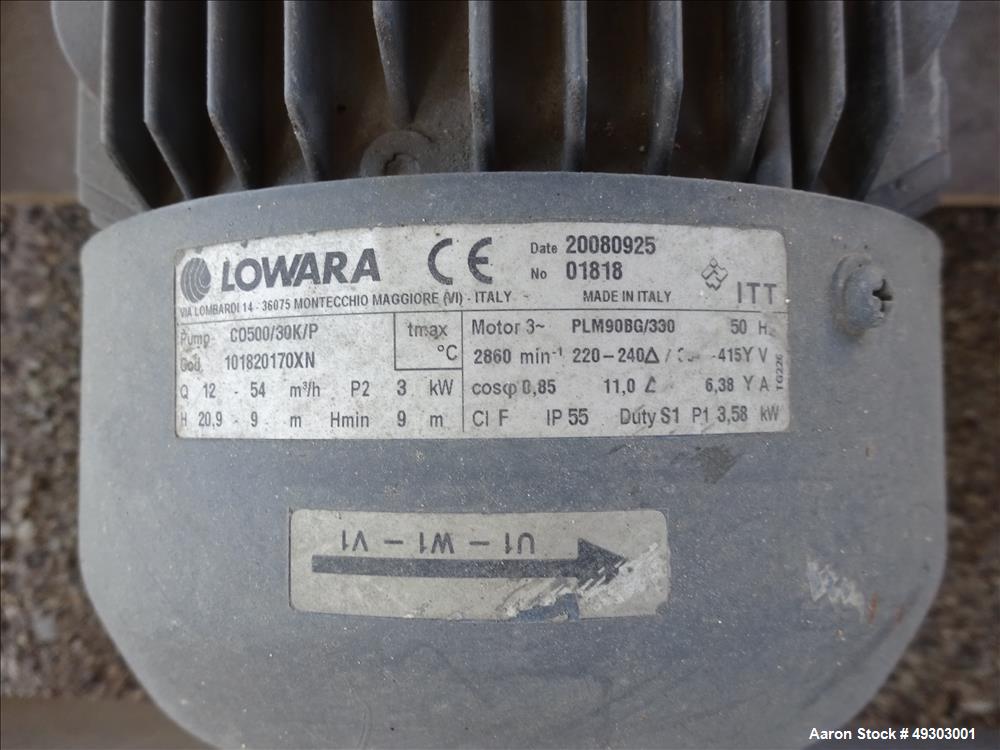 LOWARA CE Date 20080925
No 01818
VIA LOMBARDI 14 - 36075 MONTECCHIO MAGGIORE (VI) - ITALY MADE IN ITALY ITT
Pump CO500/30K/P tmax °C
Cod. 101820170XN
Q 12 - 54 m³/h P2 3 kW
H 20,9 - 9 m Hmin 9 m
Motor 3~ PLM90BG/330 50 Hz
2860 min⁻¹ 220-240Δ / -415Y V
cosφ 0,85 11,0 Δ 6,38 Y A
Cl F IP 55 Duty S1 P1 3,58 kW
TG226
U1 - W1 - V1
Aaron Stock # 49303001